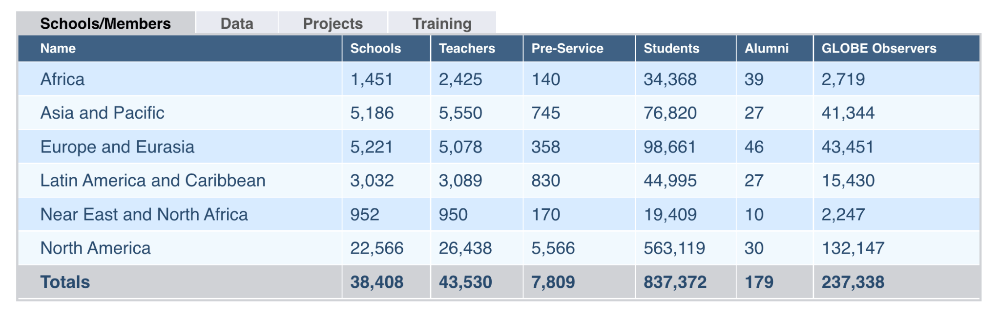 Schools/Members Data Projects Training
Name Schools Teachers Pre-Service Students Alumni GLOBE Observers
Africa 1,451 2,425 140 34,368 39 2,719
Asia and Pacific 5,186 5,550 745 76,820 27 41,344
Europe and Eurasia 5,221 5,078 358 98,661 46 43,451
Latin America and Caribbean 3,032 3,089 830 44,995 27 15,430
Near East and North Africa 952 950 170 19,409 10 2,247
North America 22,566 26,438 5,566 563,119 30 132,147
Totals 38,408 43,530 7,809 837,372 179 237,338